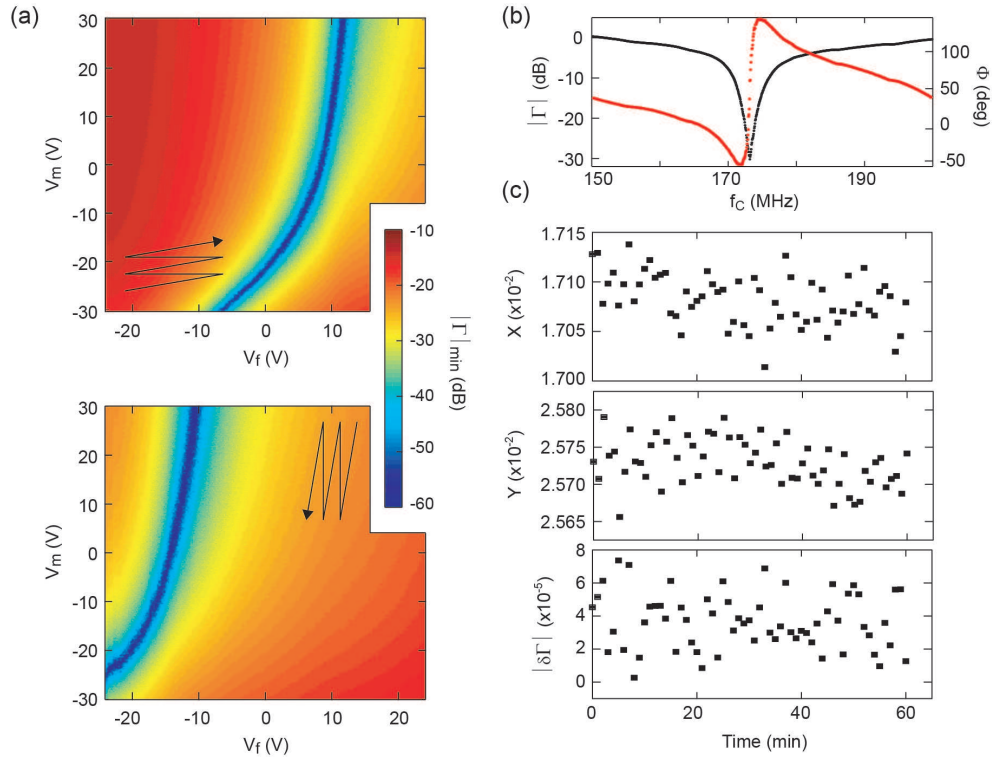 (a)
30
20
10
0
-10
-20
-30
V_m (V)
-20 -10 0 10
V_f (V)
-10
-20
-30
-40
-50
-60
|Γ|_min (dB)
30
20
10
0
-10
-20
-30
V_m (V)
-20 -10 0 10 20
V_f (V)
(b)
0
-10
-20
-30
|Γ| (dB)
100
50
0
-50
Φ (deg)
150 170 190
f_C (MHz)
(c)
1.715
1.710
1.705
1.700
X (x10^-2)
2.580
2.575
2.570
2.565
Y (x10^-2)
8
6
4
2
0
|δΓ| (x10^-5)
0 20 40 60
Time (min)